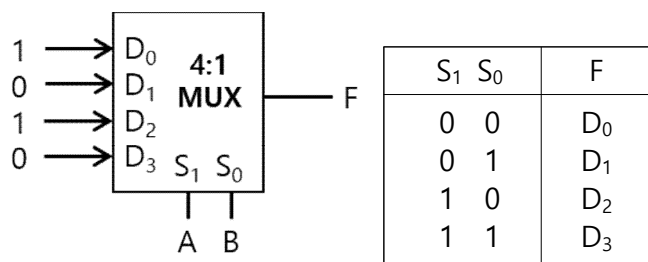 1 D₀
0 D₁
1 D₂
0 D₃
4:1
MUX
F
S₁ S₀
A B
S₁ S₀ F
0 0 D₀
0 1 D₁
1 0 D₂
1 1 D₃